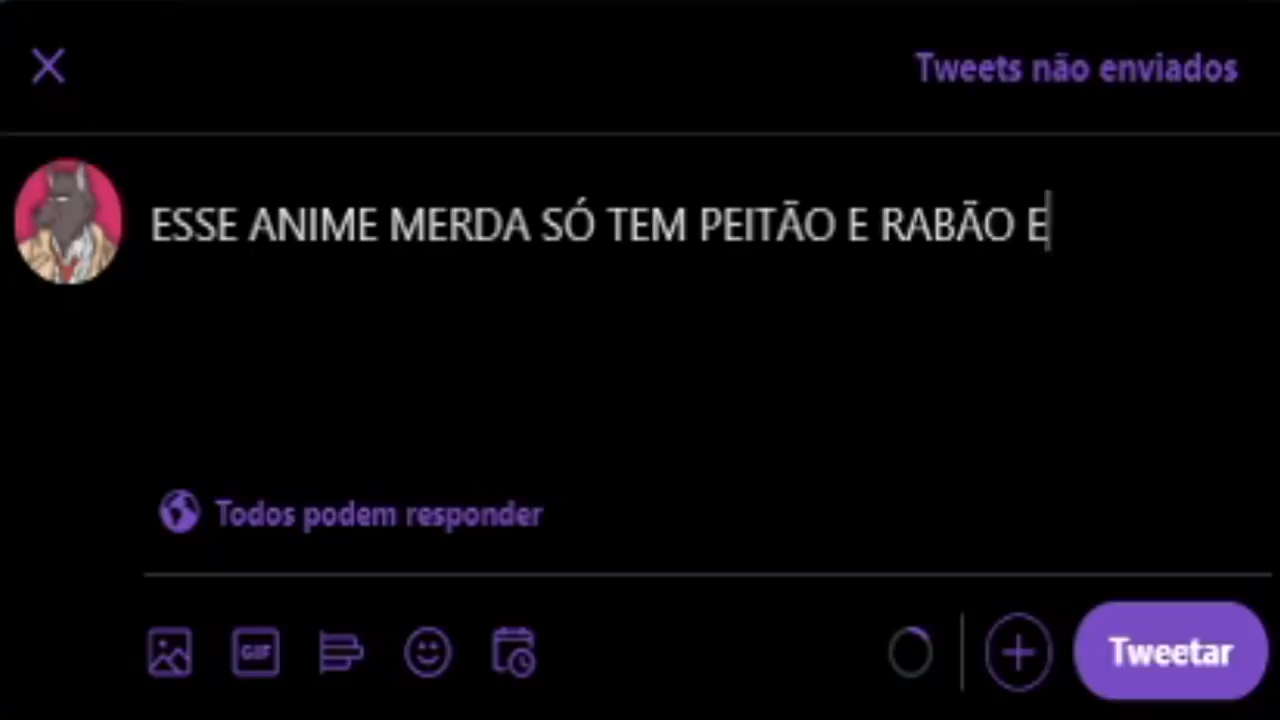 Tweets não enviados
ESSE ANIME MERDA SÓ TEM PEITÃO E RABÃO E
Todos podem responder
GIF
Tweetar